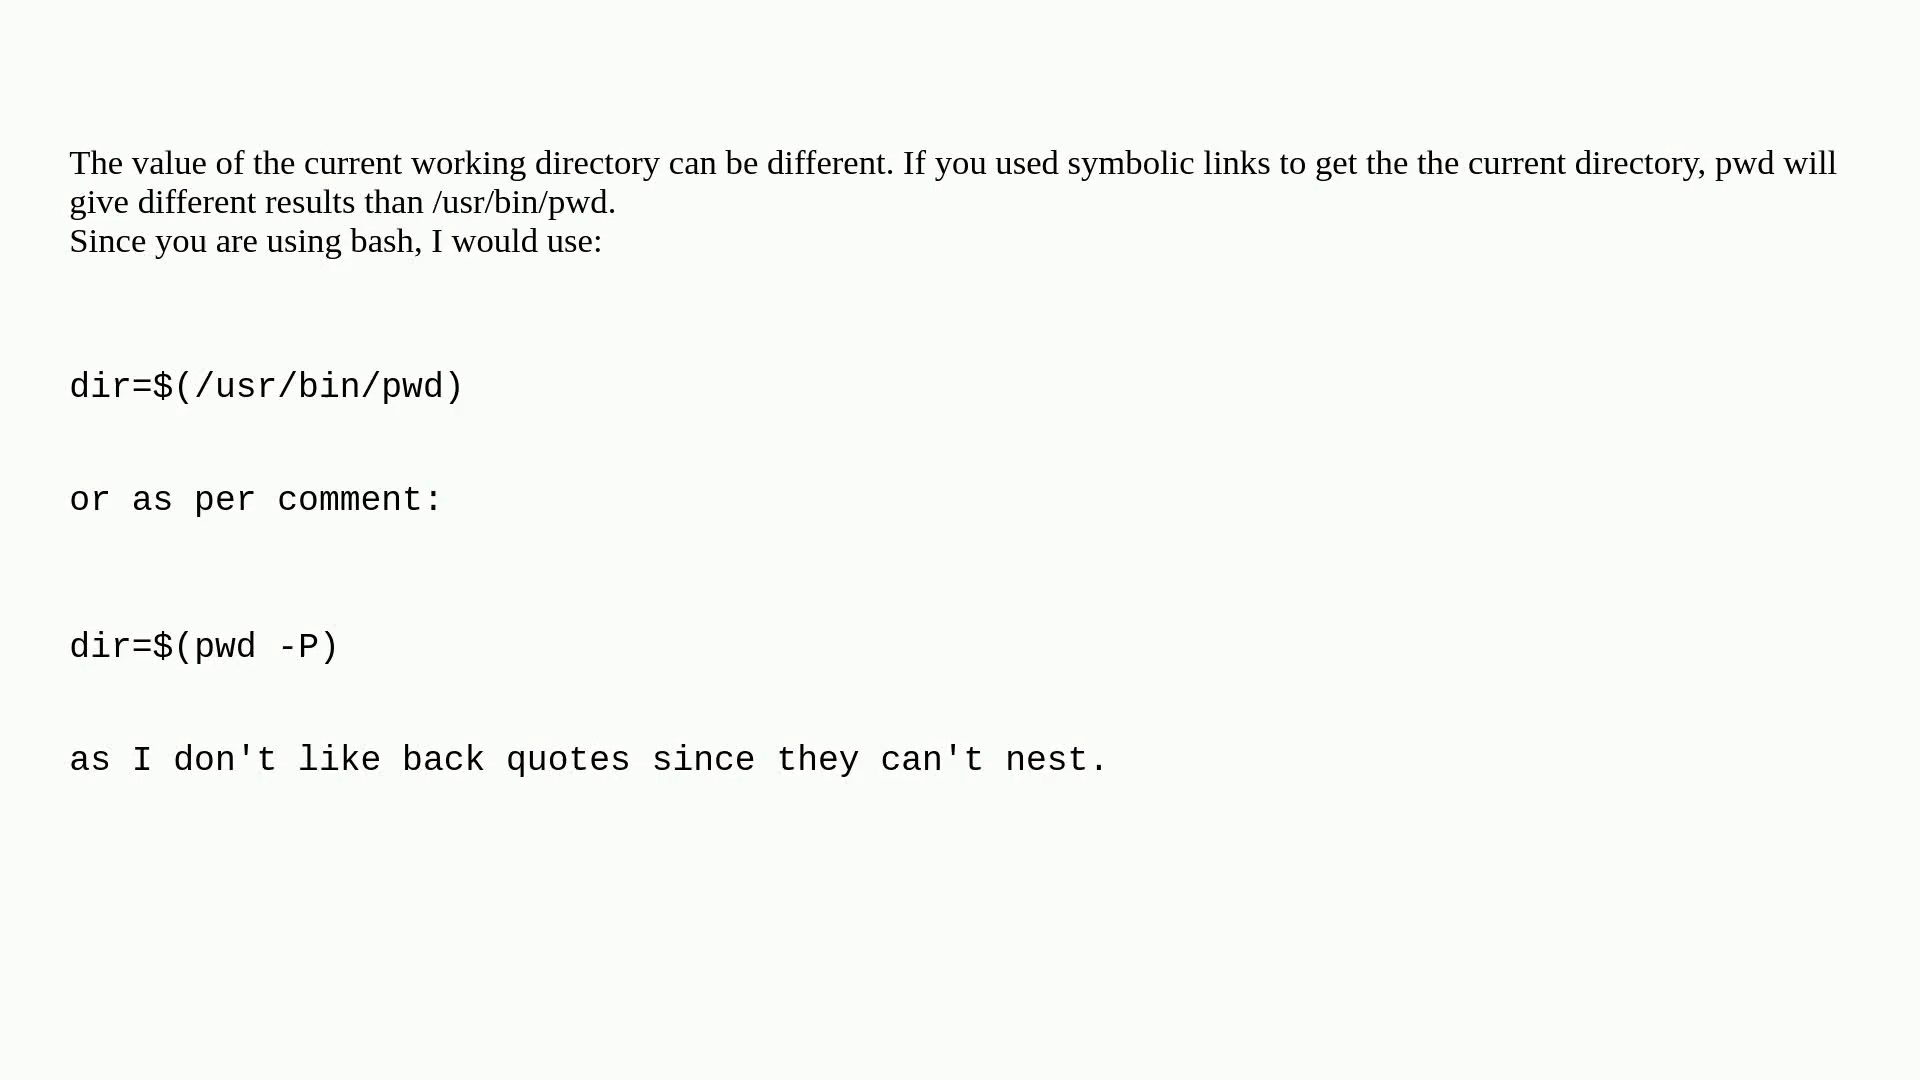 The value of the current working directory can be different. If you used symbolic links to get the the current directory, pwd will
give different results than /usr/bin/pwd.
Since you are using bash, I would use:
dir=$(/usr/bin/pwd)
or as per comment:
dir=$(pwd -P)
as I don't like back quotes since they can't nest.